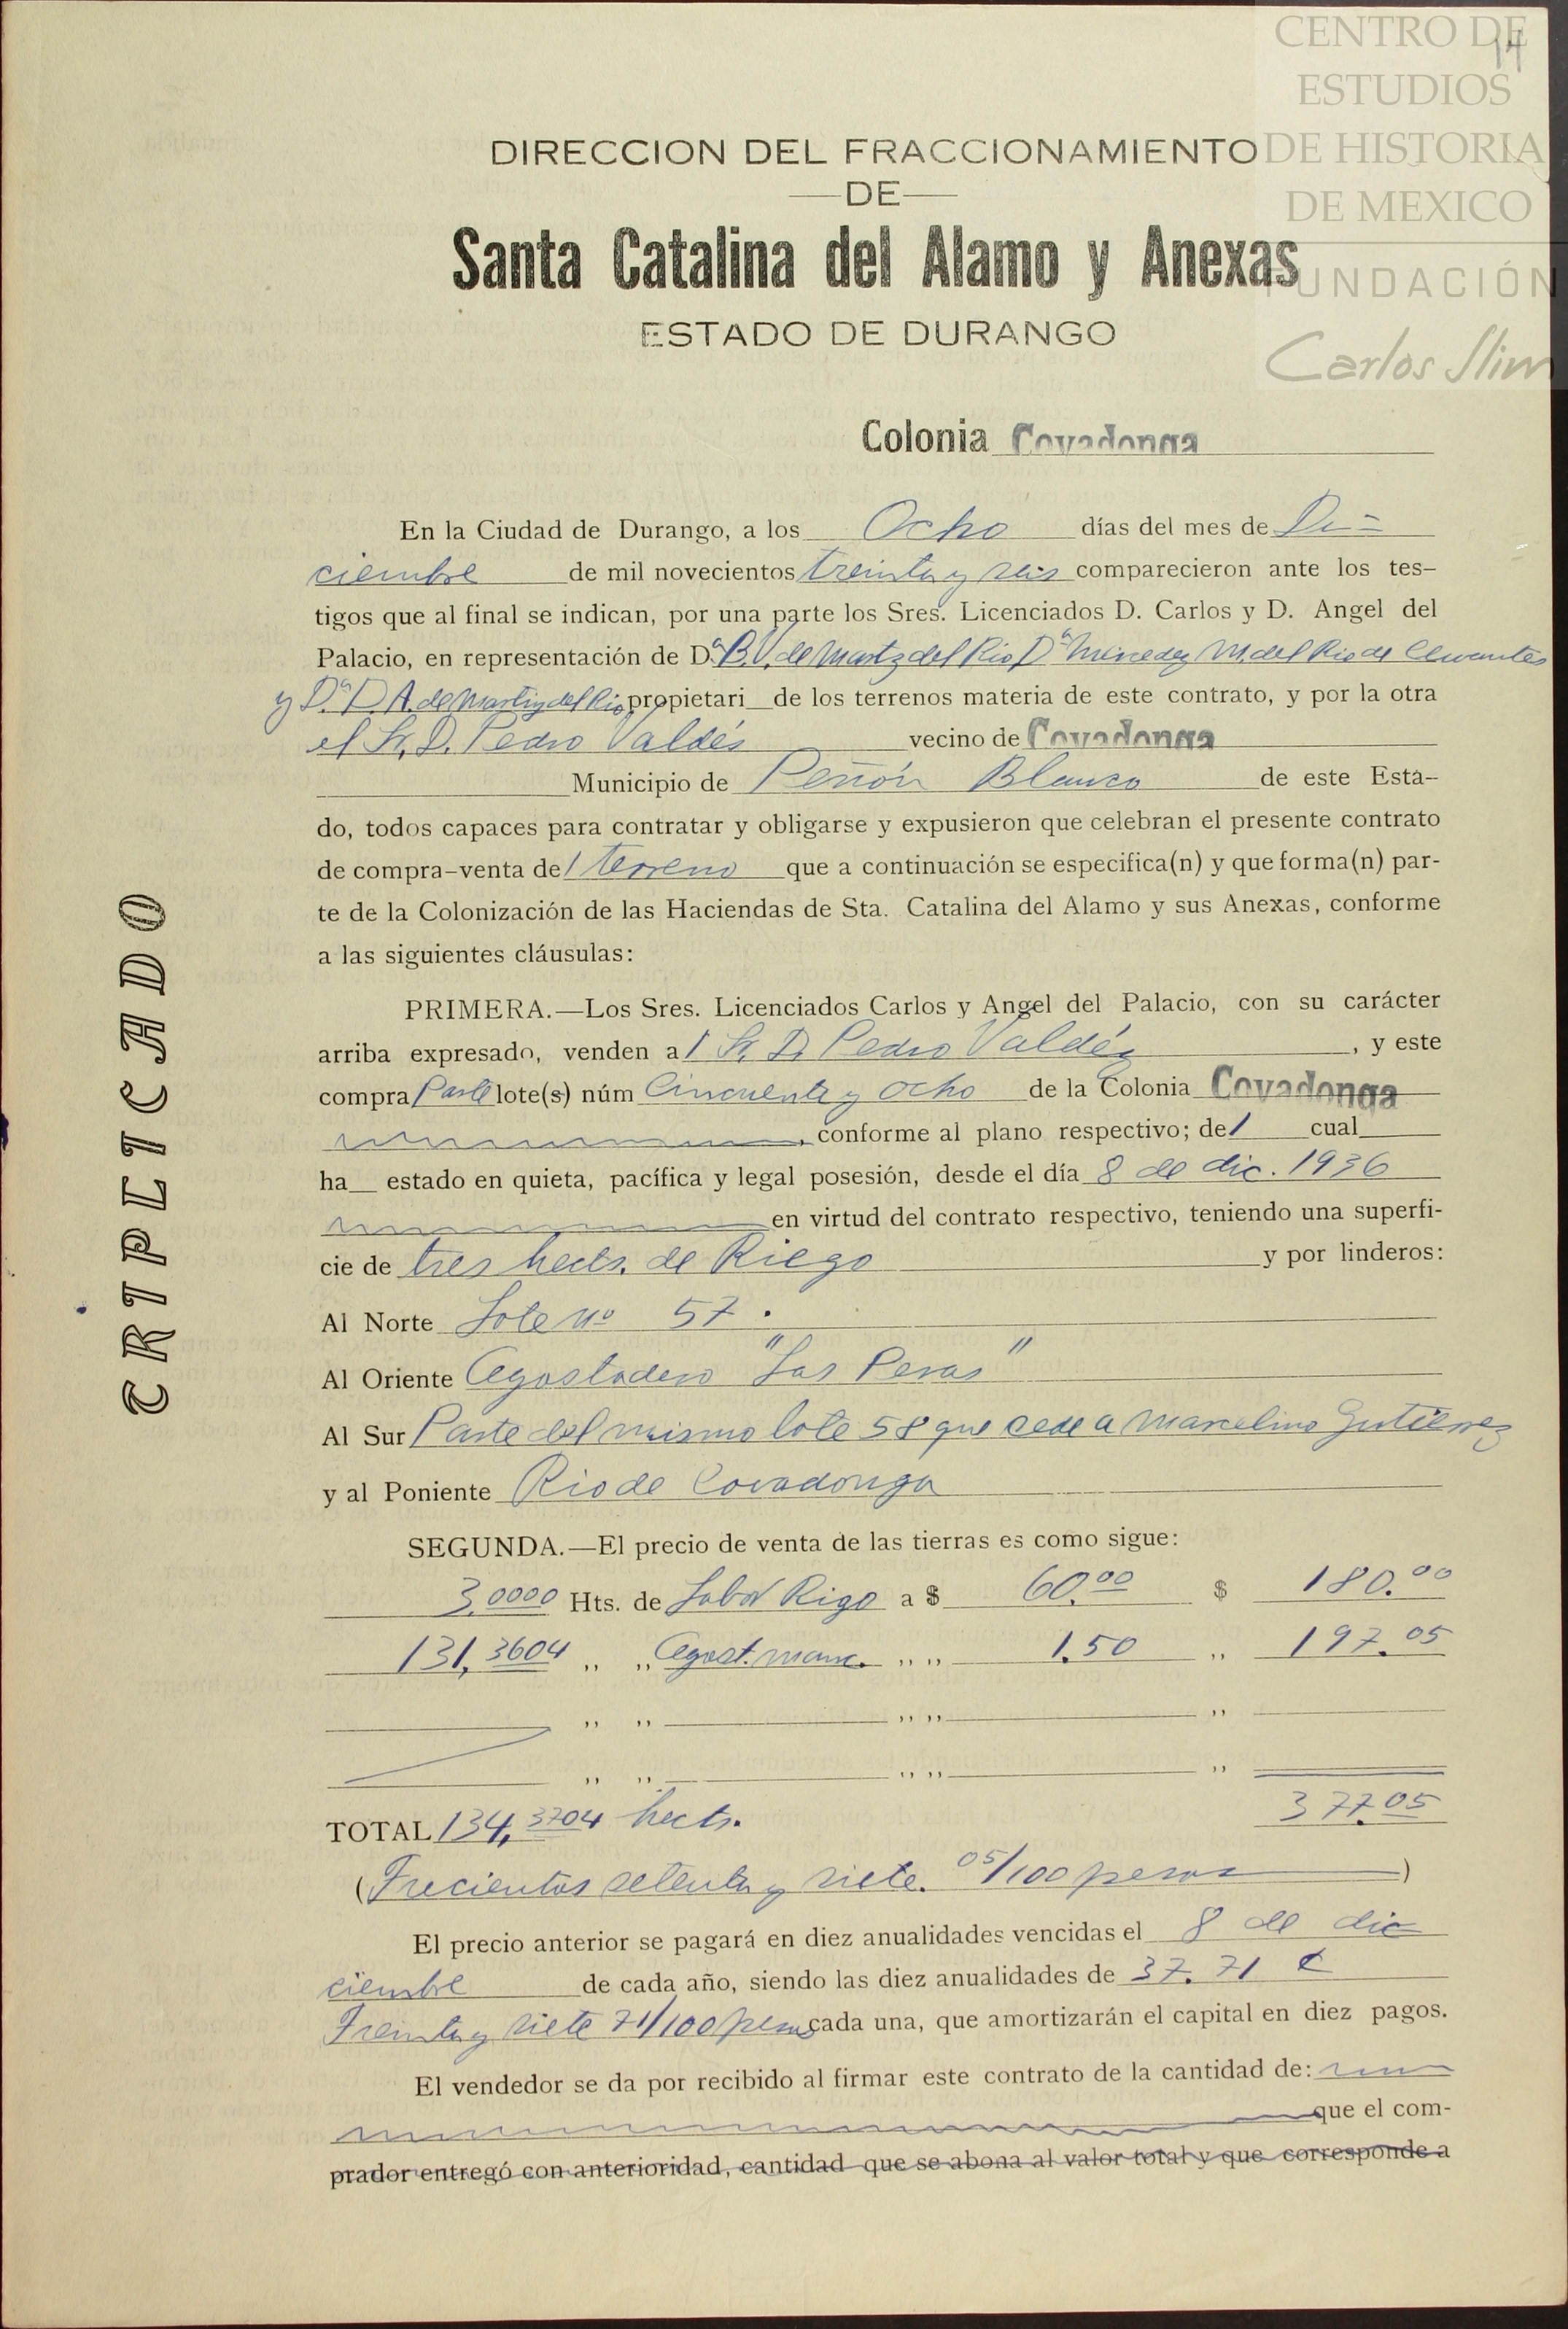 CENTRO DE
ESTUDIOS
DE HISTORIA
DE MEXICO
FUNDACIÓN
Carlos Slim
14
DIRECCION DEL FRACCIONAMIENTO
—DE—
Santa Catalina del Alamo y Anexas
ESTADO DE DURANGO
Colonia Covadonga
En la Ciudad de Durango, a los Ocho días del mes de Di=
ciembre de mil novecientos treinta y seis comparecieron ante los tes-
tigos que al final se indican, por una parte los Sres. Licenciados D. Carlos y D. Angel del
Palacio, en representación de D.ª B. V. de Martz del Rio D.ª Mercedes M. del Rio de Cervantes
y D.ª D. A. de Martinz del Rio, propietari de los terrenos materia de este contrato, y por la otra
el Sr. D. Pedro Valdés vecino de Covadonga
Municipio de Peñón Blanco de este Esta-
do, todos capaces para contratar y obligarse y expusieron que celebran el presente contrato
de compra-venta de l terreno que a continuación se especifica(n) y que forma(n) par-
te de la Colonización de las Haciendas de Sta. Catalina del Alamo y sus Anexas, conforme
a las siguientes cláusulas:
PRIMERA.—Los Sres. Licenciados Carlos y Angel del Palacio, con su carácter
arriba expresado, venden a l Sr. D. Pedro Valdéz, y este
compra Parte lote(s) núm Cincuenta y ocho de la Colonia Covadonga
, conforme al plano respectivo; de l cual
ha estado en quieta, pacífica y legal posesión, desde el día 8 de dic. 1936
en virtud del contrato respectivo, teniendo una superfi-
cie de tres hects. de Riego y por linderos:
Al Norte Lote no 57.
Al Oriente Agostadero "Las Peras"
Al Sur Parte del mismo lote 58 que cede a Marcelino Gutiérrez
y al Poniente Rio de Covadonga
SEGUNDA.—El precio de venta de las tierras es como sigue:
3,0000 Hts. de Labor Rigo a $ 60.00 $ 180.00
131,3604 ,, ,, Agost. manc. ,, ,, 1.50 ,, 197.05
,, ,, ,, ,, ,,
,, ,, ,, ,, ,,
TOTAL 134,3704 hects. 377.05
(Trecientos setenta y siete. 05/100 pesos)
El precio anterior se pagará en diez anualidades vencidas el 8 de dic
ciembre de cada año, siendo las diez anualidades de 37.71 ¢
Treinta y siete 71/100 pesos cada una, que amortizarán el capital en diez pagos.
El vendedor se da por recibido al firmar este contrato de la cantidad de:
que el com-
prador entregó con anterioridad, cantidad que se abona al valor total y que corresponde a
TRIPLICADO